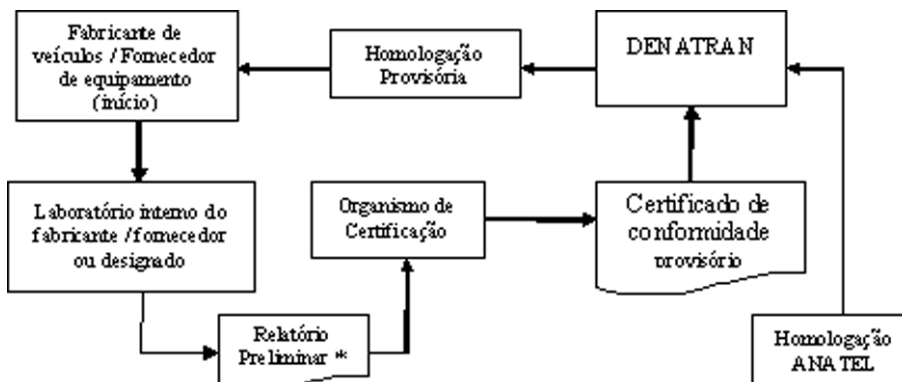 Fabricante de
veículos / Fornecedor
de equipamento
(início)
Homologação
Provisória
DENATRAN
Laboratório interno do
fabricante / fornecedor
ou designado
Organismo de
Certificação
Certificado de
conformidade
provisório
Relatório
Preliminar *
Homologação
ANATEL